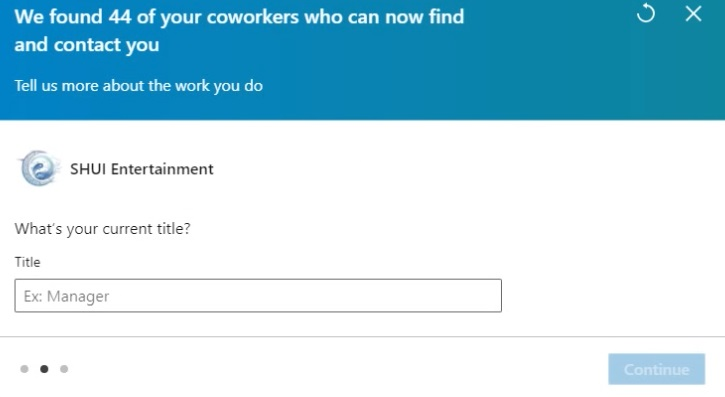 We found 44 of your coworkers who can now find
and contact you
Tell us more about the work you do
SHUI Entertainment
What's your current title?
Title
Ex: Manager
Continue